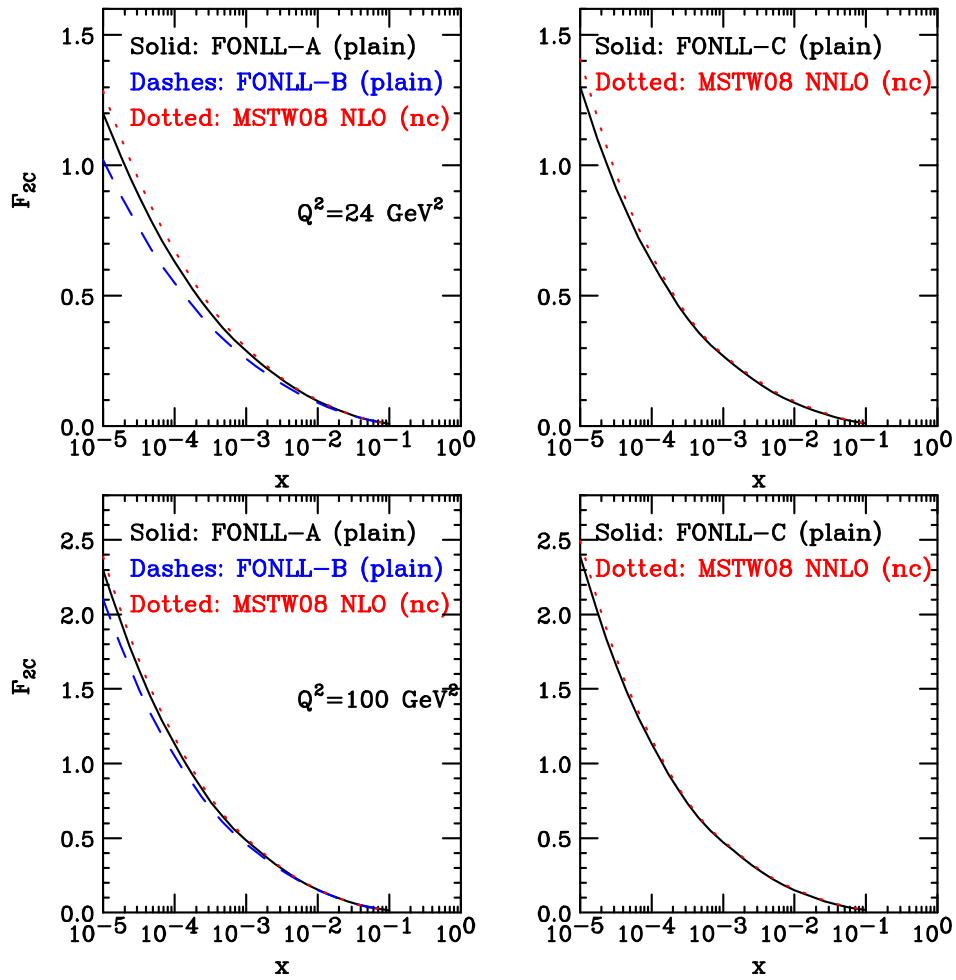 1.5
1.0
0.5
0.0
F₂C
Solid: FONLL-A (plain)
Dashes: FONLL-B (plain)
Dotted: MSTW08 NLO (nc)
Q²=24 GeV²
10⁻⁵ 10⁻⁴ 10⁻³ 10⁻² 10⁻¹ 10⁰
x
1.5
1.0
0.5
0.0
Solid: FONLL-C (plain)
Dotted: MSTW08 NNLO (nc)
10⁻⁵ 10⁻⁴ 10⁻³ 10⁻² 10⁻¹ 10⁰
x
2.5
2.0
1.5
1.0
0.5
0.0
F₂C
Solid: FONLL-A (plain)
Dashes: FONLL-B (plain)
Dotted: MSTW08 NLO (nc)
Q²=100 GeV²
10⁻⁵ 10⁻⁴ 10⁻³ 10⁻² 10⁻¹ 10⁰
x
2.5
2.0
1.5
1.0
0.5
0.0
Solid: FONLL-C (plain)
Dotted: MSTW08 NNLO (nc)
10⁻⁵ 10⁻⁴ 10⁻³ 10⁻² 10⁻¹ 10⁰
x